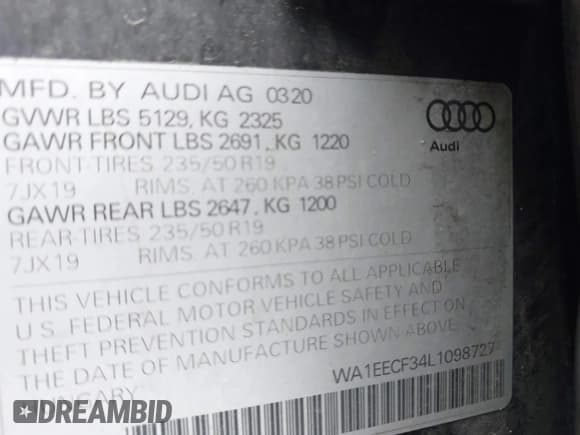 MFD. BY AUDI AG 0320
GVWR LBS 5129, KG 2325
GAWR FRONT LBS 2691, KG 1220
FRONT-TIRES 235/50 R19
7JX19 RIMS, AT 260 KPA 38 PSI COLD
GAWR REAR LBS 2647, KG 1200
REAR-TIRES 235/50 R19
7JX19 RIMS, AT 260 KPA 38 PSI COLD
Audi
THIS VEHICLE CONFORMS TO ALL APPLICABLE
U.S. FEDERAL MOTOR VEHICLE SAFETY AND
THEFT PREVENTION STANDARDS IN EFFECT ON
THE DATE OF MANUFACTURE SHOWN ABOVE.
WA1EECF34L1098727
HUNGARY
DREAMBID